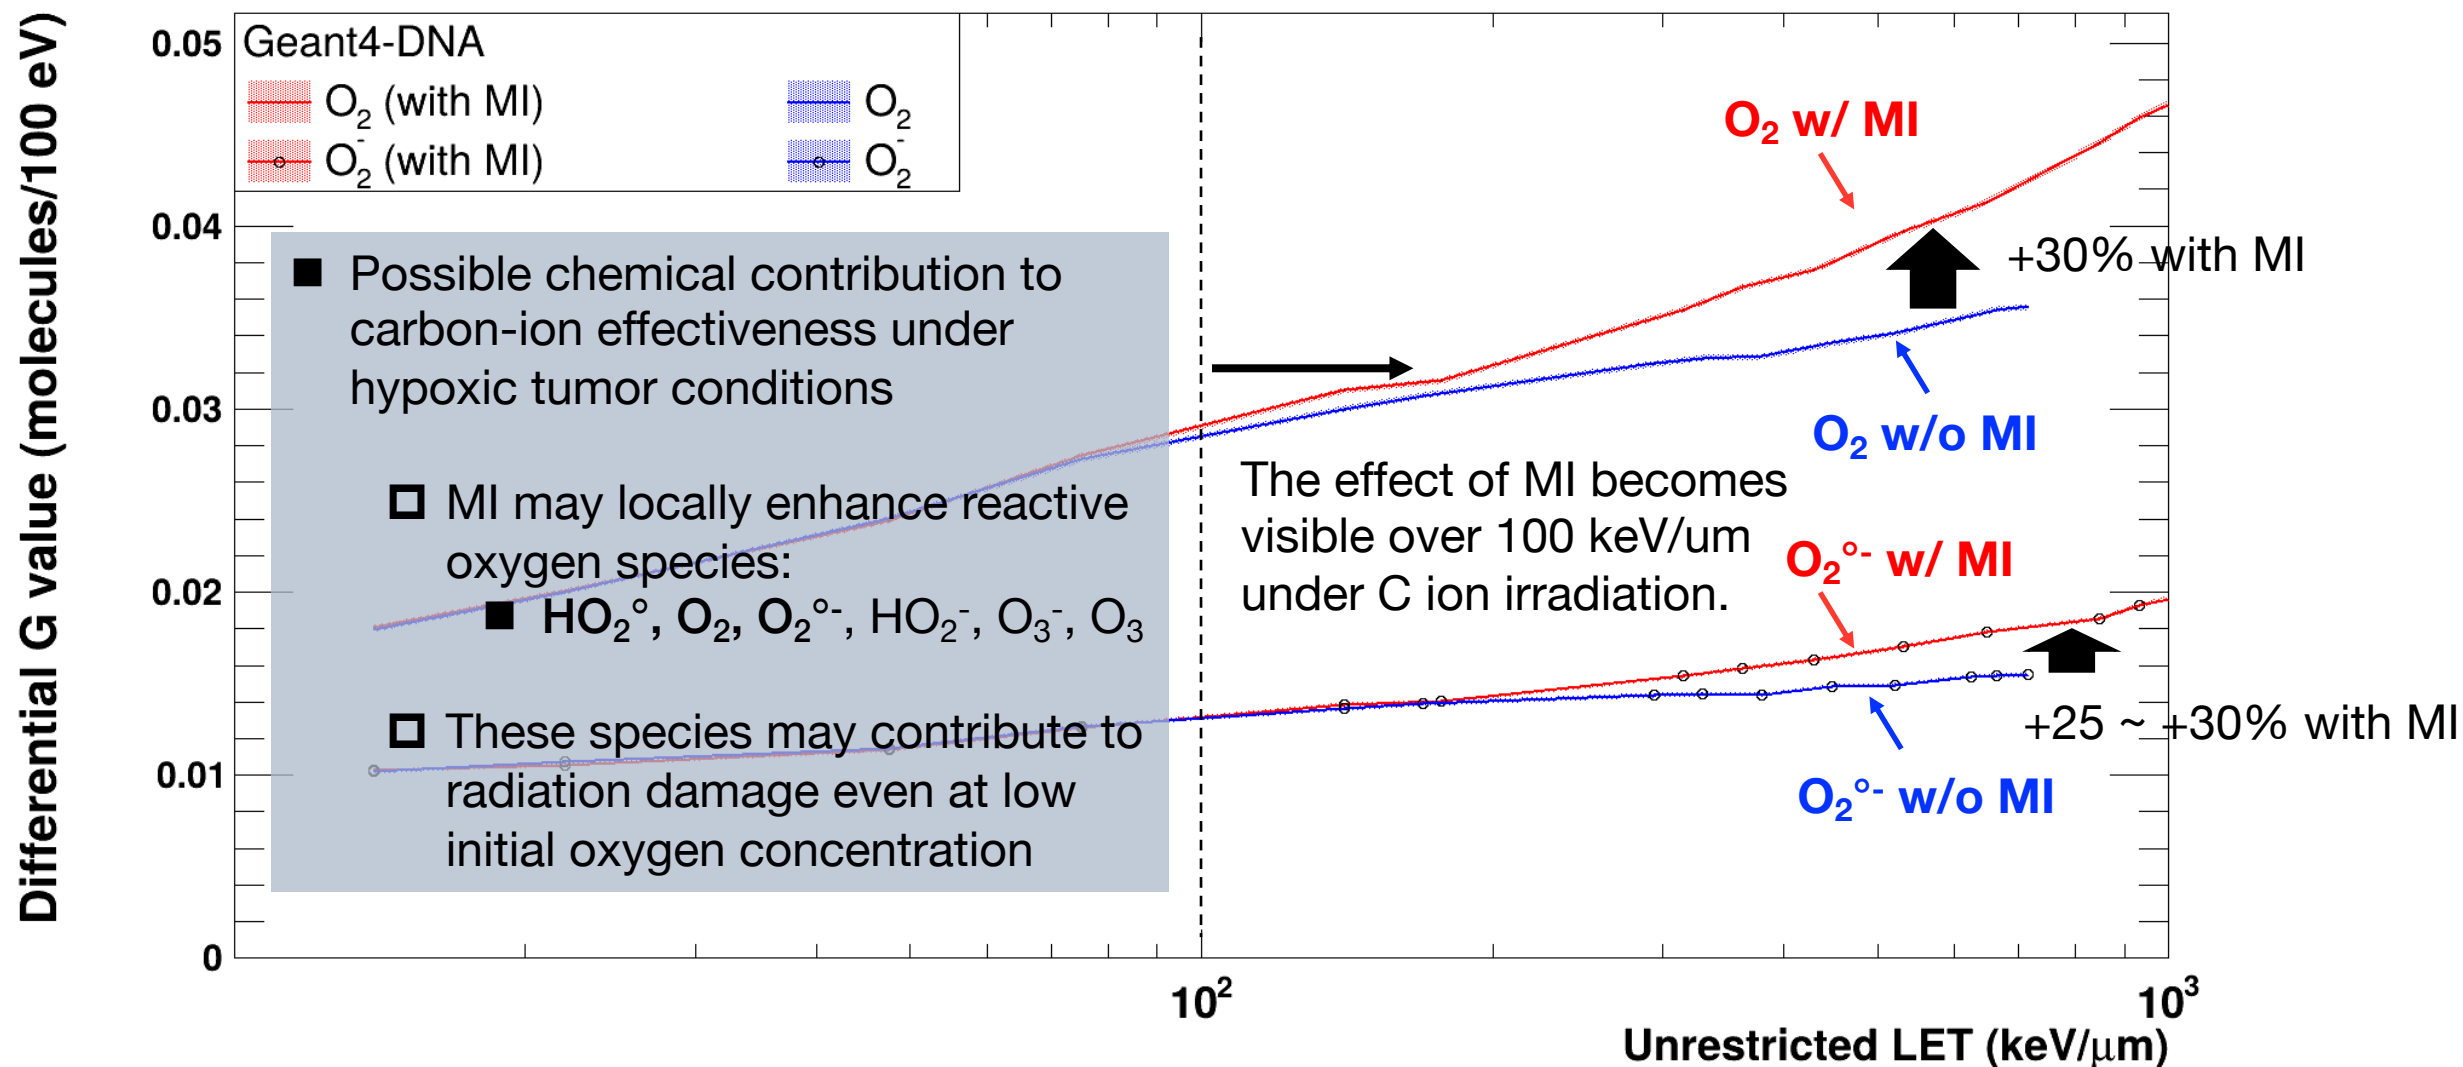 Differential G value (molecules/100 eV)
0.05
0.04
0.03
0.02
0.01
0
Geant4-DNA
O₂ (with MI)
O₂
O₂⁻ (with MI)
O₂⁻
■ Possible chemical contribution to
carbon-ion effectiveness under
hypoxic tumor conditions
MI may locally enhance reactive
oxygen species:
■ HO₂°, O₂, O₂°⁻, HO₂⁻, O₃⁻, O₃
These species may contribute to
radiation damage even at low
initial oxygen concentration
O₂ w/ MI
+30% with MI
O₂ w/o MI
The effect of MI becomes
visible over 100 keV/um
under C ion irradiation.
O₂°⁻ w/ MI
+25 ~ +30% with MI
O₂°⁻ w/o MI
10²
10³
Unrestricted LET (keV/μm)